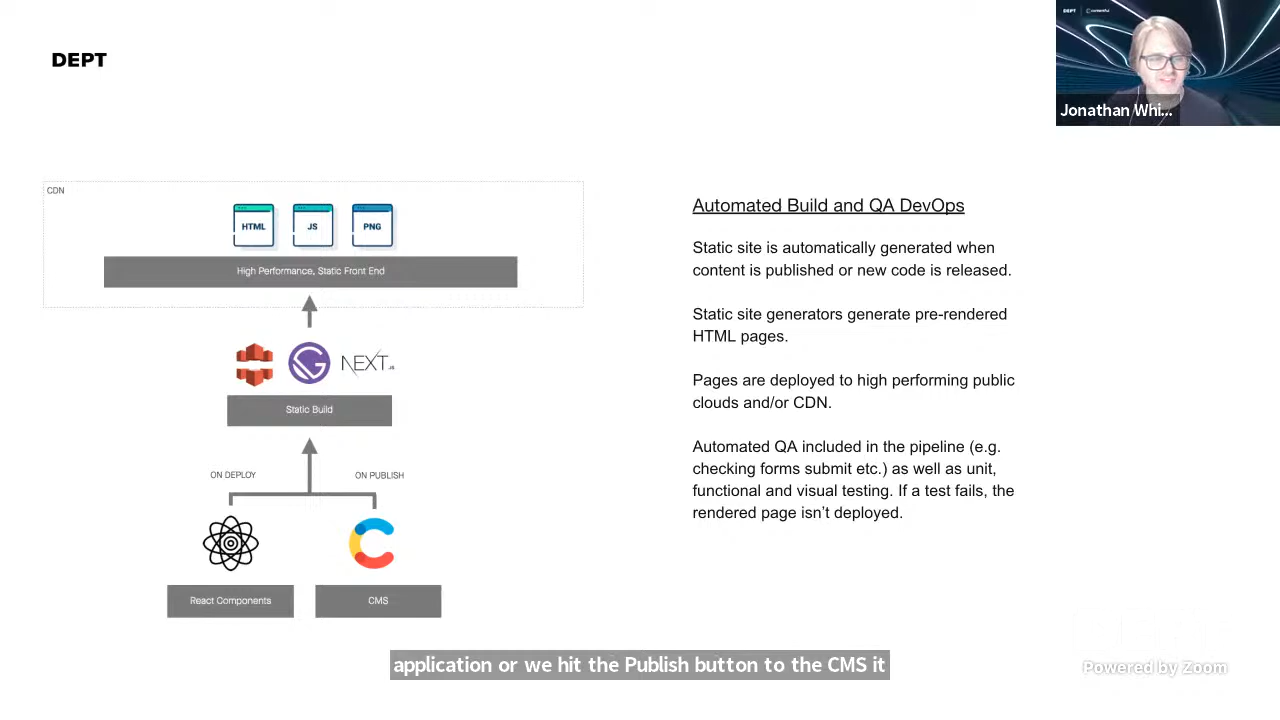 DEPT
DEPT
contentful
Jonathan Whi...
CDN
HTML
JS
PNG
High Performance, Static Front End
NEXT.JS
Static Build
ON DEPLOY
ON PUBLISH
React Components
CMS
Automated Build and QA DevOps
Static site is automatically generated when
content is published or new code is released.
Static site generators generate pre-rendered
HTML pages.
Pages are deployed to high performing public
clouds and/or CDN.
Automated QA included in the pipeline (e.g.
checking forms submit etc.) as well as unit,
functional and visual testing. If a test fails, the
rendered page isn't deployed.
application or we hit the Publish button to the CMS it
Powered by Zoom